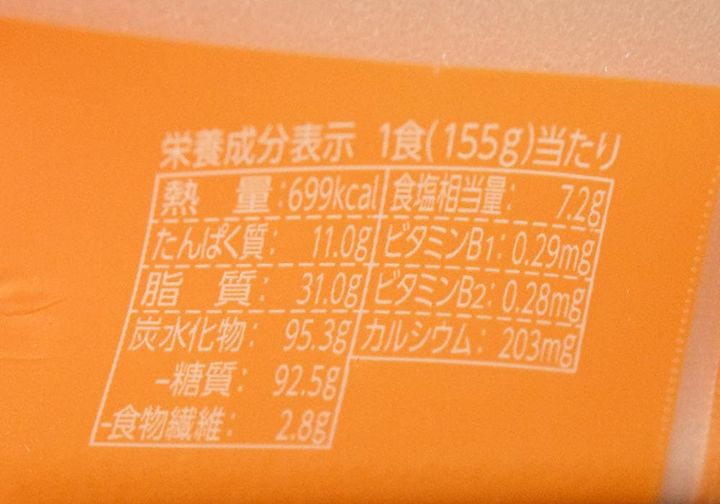 栄養成分表示 1食(155g)当たり
熱量:699kcal
たんぱく質: 11.0g
脂質: 31.0g
炭水化物: 95.3g
−糖質: 92.5g
-食物繊維: 2.8g
食塩相当量: 7.2g
ビタミンB1: 0.29mg
ビタミンB2: 0.28mg
カルシウム: 203mg